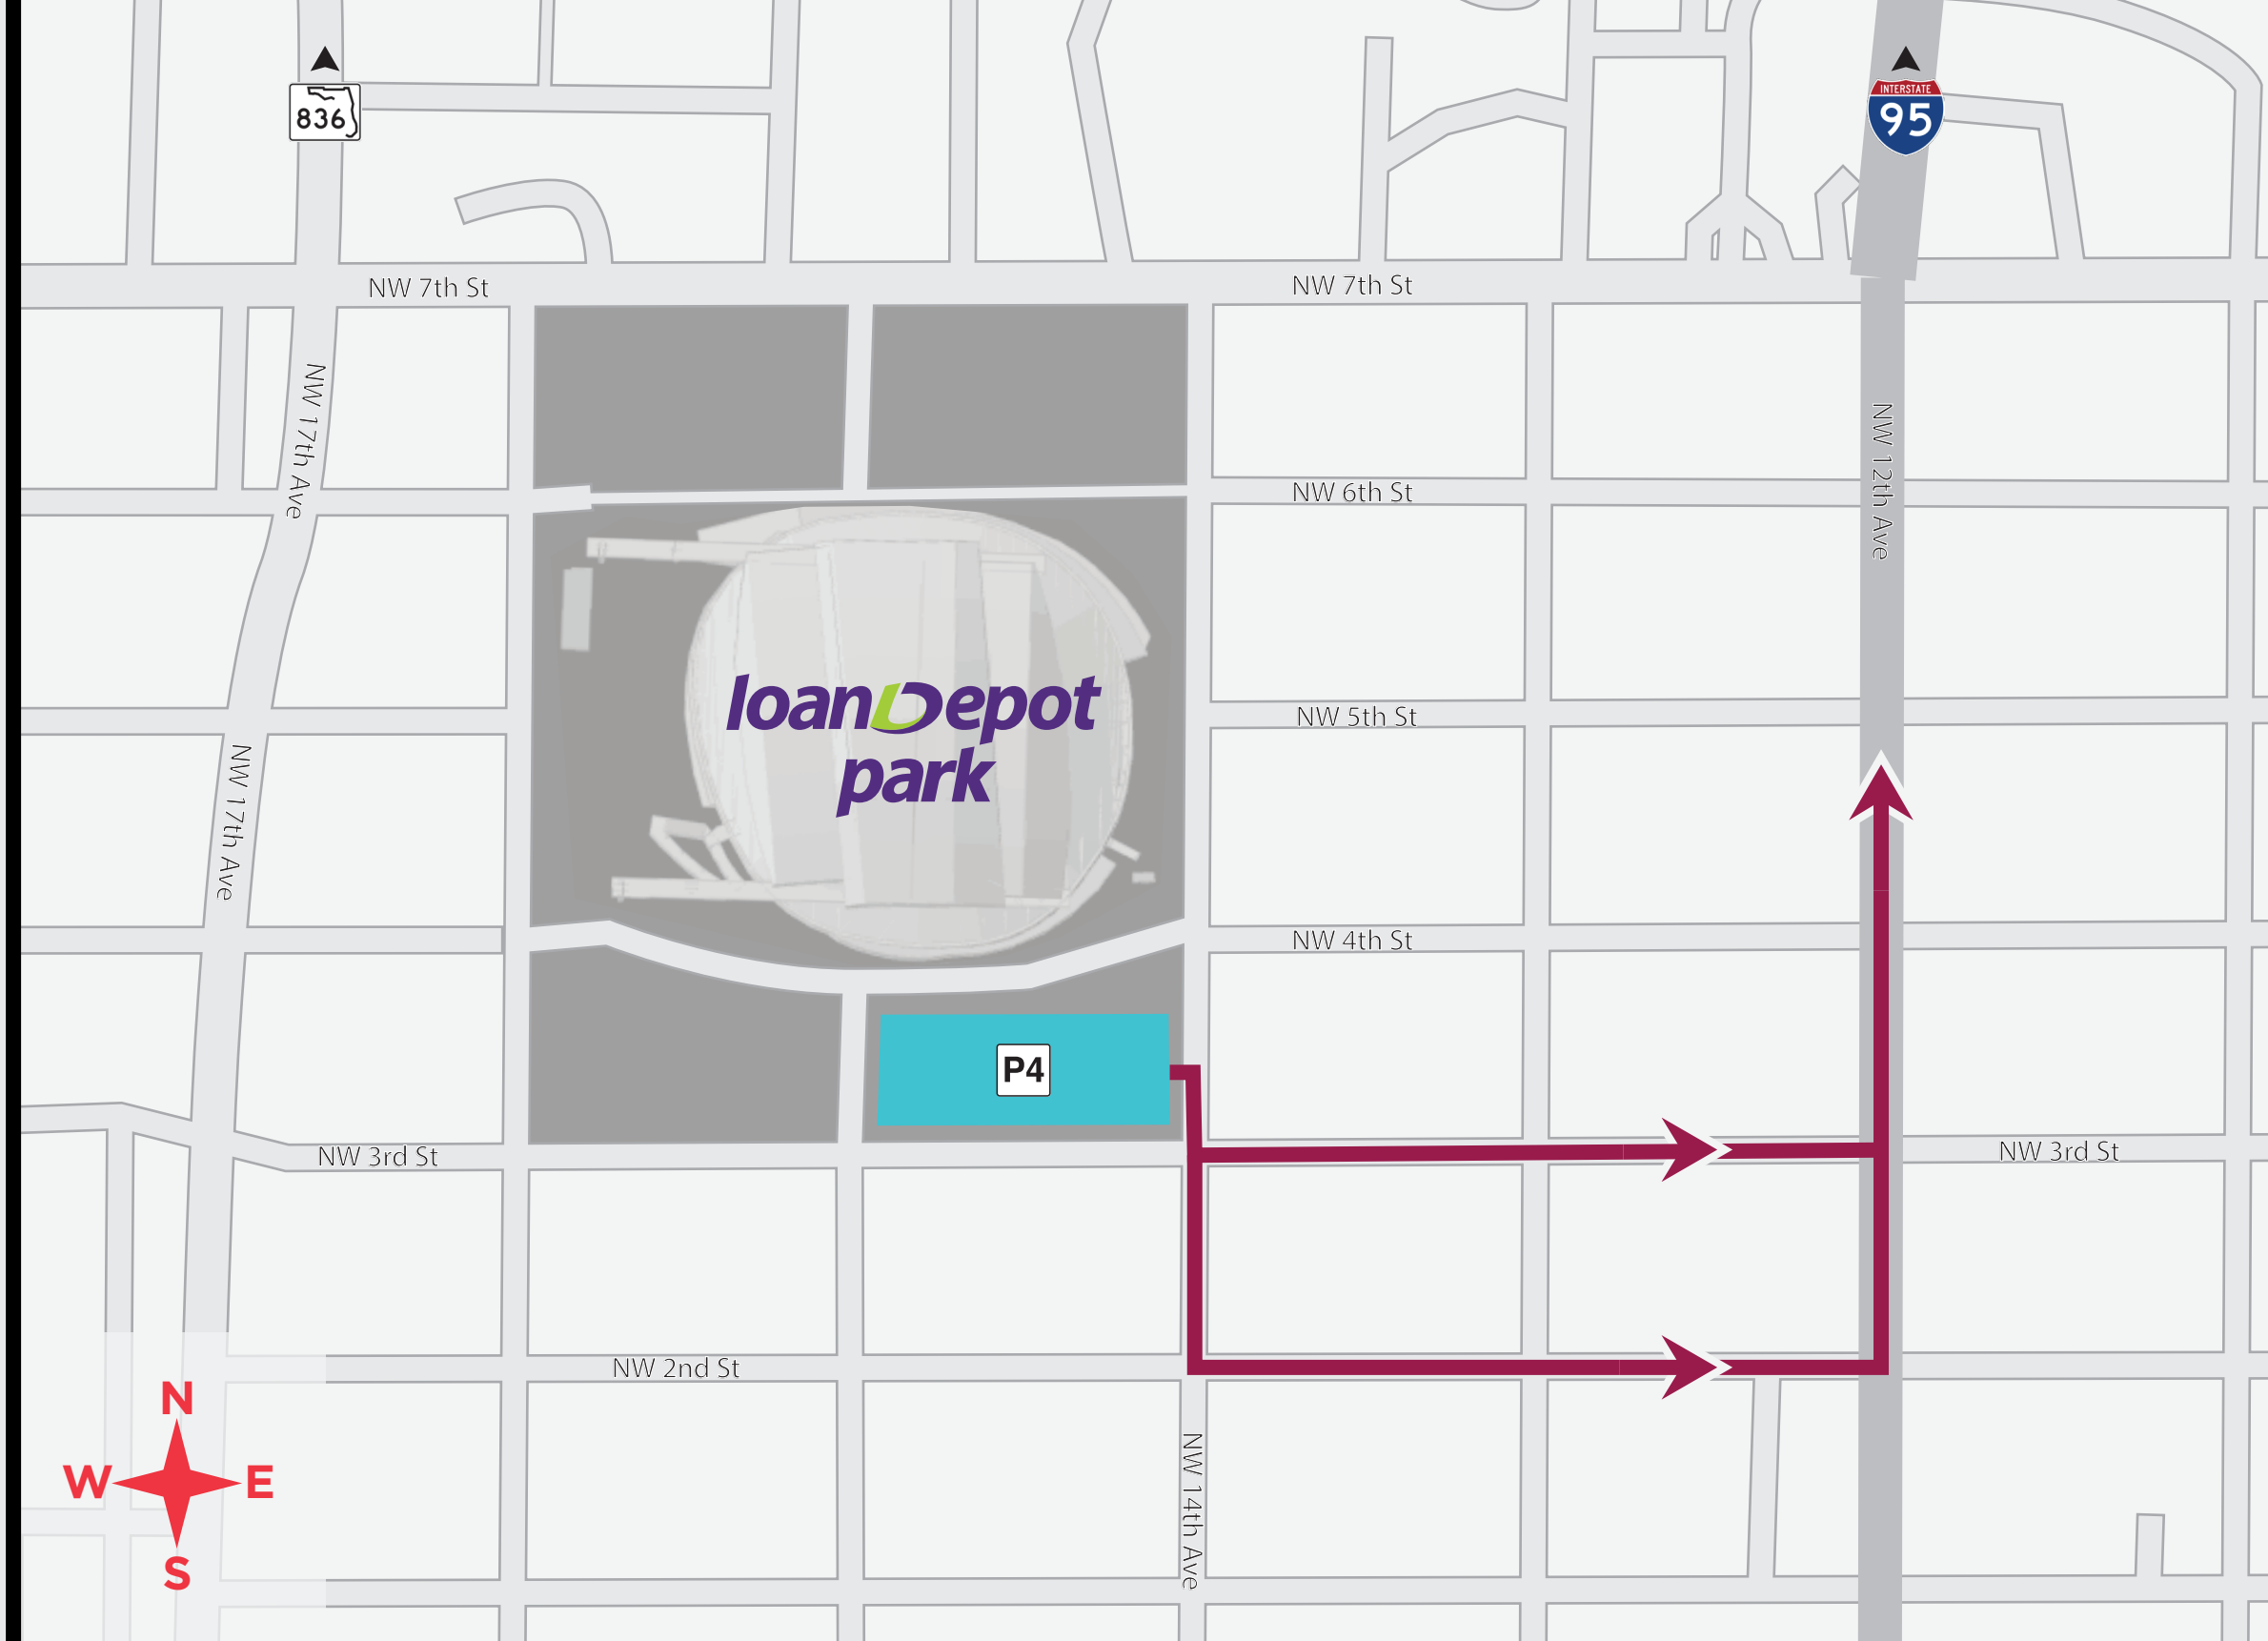 836
INTERSTATE
95
NW 7th St
NW 7th St
NW 17th Ave
NW 12th Ave
NW 6th St
loanDepot
park
NW 5th St
NW 17th Ave
NW 4th St
P4
NW 3rd St
NW 3rd St
NW 2nd St
N
W
E
S
NW 14th Ave